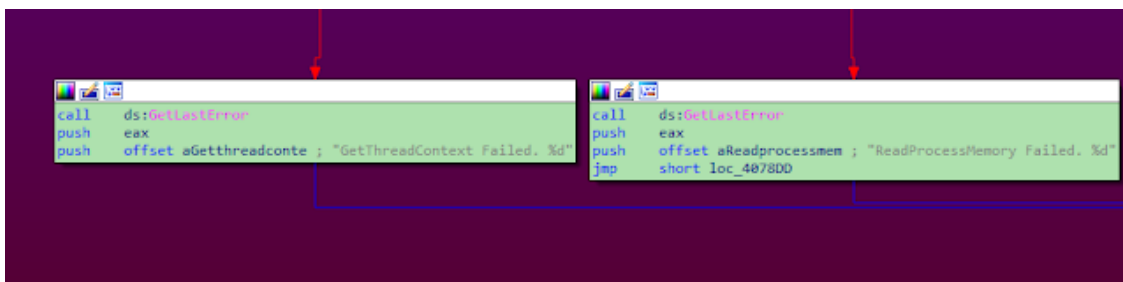 call ds:GetLastError
push eax
push offset aGetthreadconte ; "GetThreadContext Failed. %d"
call ds:GetLastError
push eax
push offset aReadprocessmem ; "ReadProcessMemory Failed. %d"
jmp short loc_4078DD